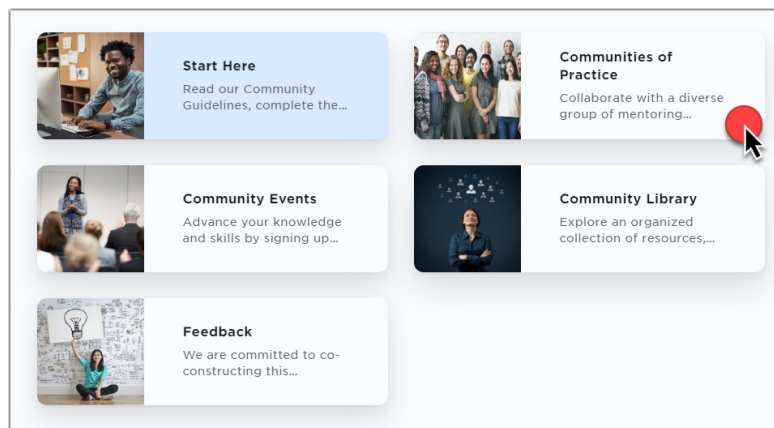 Start Here
Read our Community
Guidelines, complete the...
Communities of
Practice
Collaborate with a diverse
group of mentoring...
Community Events
Advance your knowledge
and skills by signing up...
Community Library
Explore an organized
collection of resources,...
Feedback
We are committed to co-
constructing this...